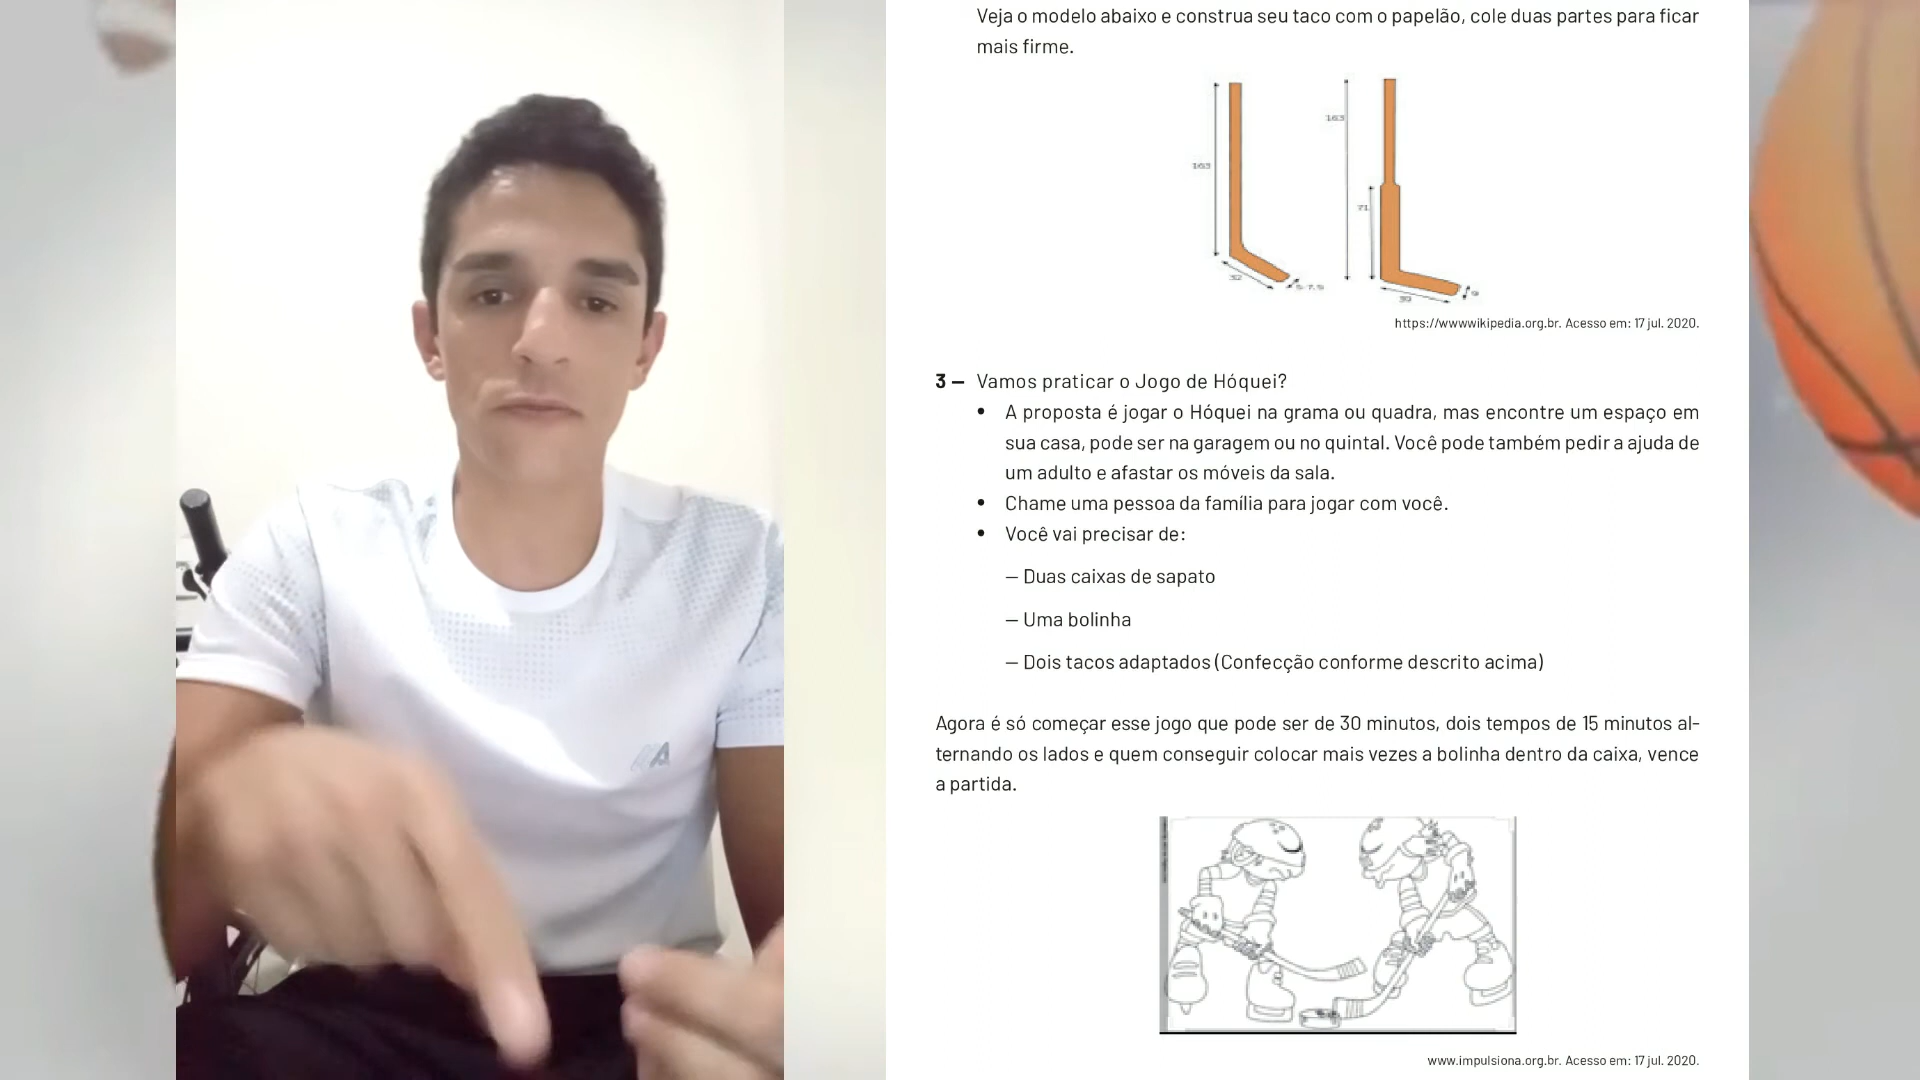 Veja o modelo abaixo e construa seu taco com o papelão, cole duas partes para ficar
mais firme.
163
163
71
32
5-7.5
39
9
https://wwwwikipedia.org.br. Acesso em: 17 jul. 2020.
3 — Vamos praticar o Jogo de Hóquei?
• A proposta é jogar o Hóquei na grama ou quadra, mas encontre um espaço em
sua casa, pode ser na garagem ou no quintal. Você pode também pedir a ajuda de
um adulto e afastar os móveis da sala.
• Chame uma pessoa da família para jogar com você.
• Você vai precisar de:
— Duas caixas de sapato
— Uma bolinha
— Dois tacos adaptados (Confecção conforme descrito acima)
Agora é só começar esse jogo que pode ser de 30 minutos, dois tempos de 15 minutos al-
ternando os lados e quem conseguir colocar mais vezes a bolinha dentro da caixa, vence
a partida.
www.impulsiona.org.br. Acesso em: 17 jul. 2020.